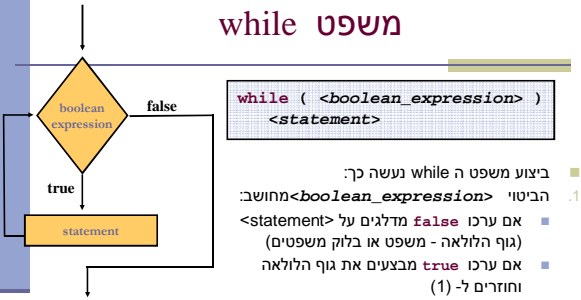 משפט while
while ( <boolean_expression> )
<statement>
boolean
expression
false
true
statement
ביצוע משפט ה while נעשה כך:
1. הביטוי <boolean_expression>מחושב:
אם ערכו false מדלגים על <statement>
(גוף הלולאה - משפט או בלוק משפטים)
אם ערכו true מבצעים את גוף הלולאה
וחוזרים ל- (1)